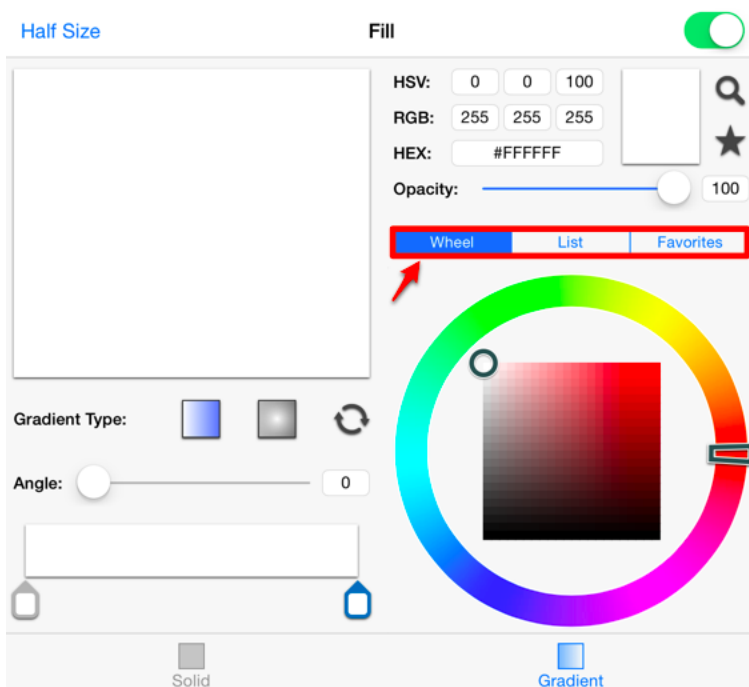 Half Size Fill
HSV: 0 0 100
RGB: 255 255 255
HEX: #FFFFFF
Opacity: 100
Wheel List Favorites
Gradient Type:
Angle: 0
Solid Gradient